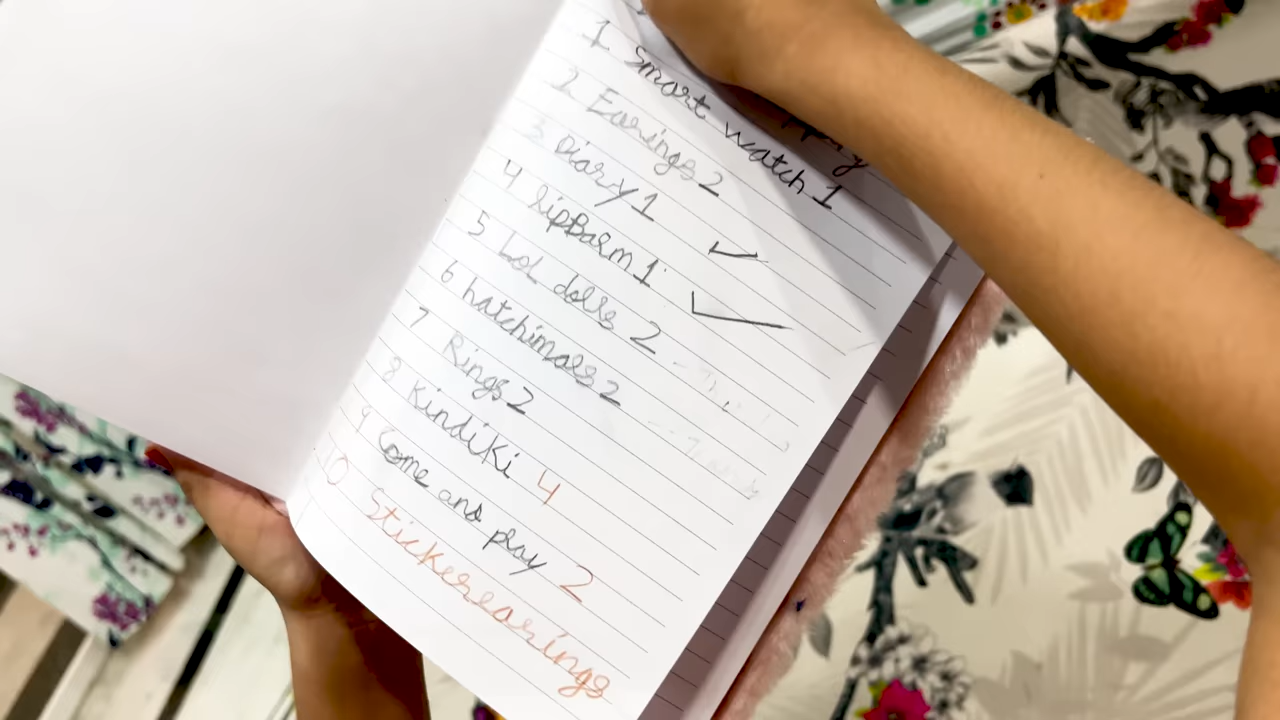 1 Smart watch 1
2 Earings 2
3 Diary 1
4 lipBalm 1
5 Lol dolls 2
6 hatchimals 2
7 Rings 2
8 KindiKi 4
9 Come and play 2
10 Stickerearings